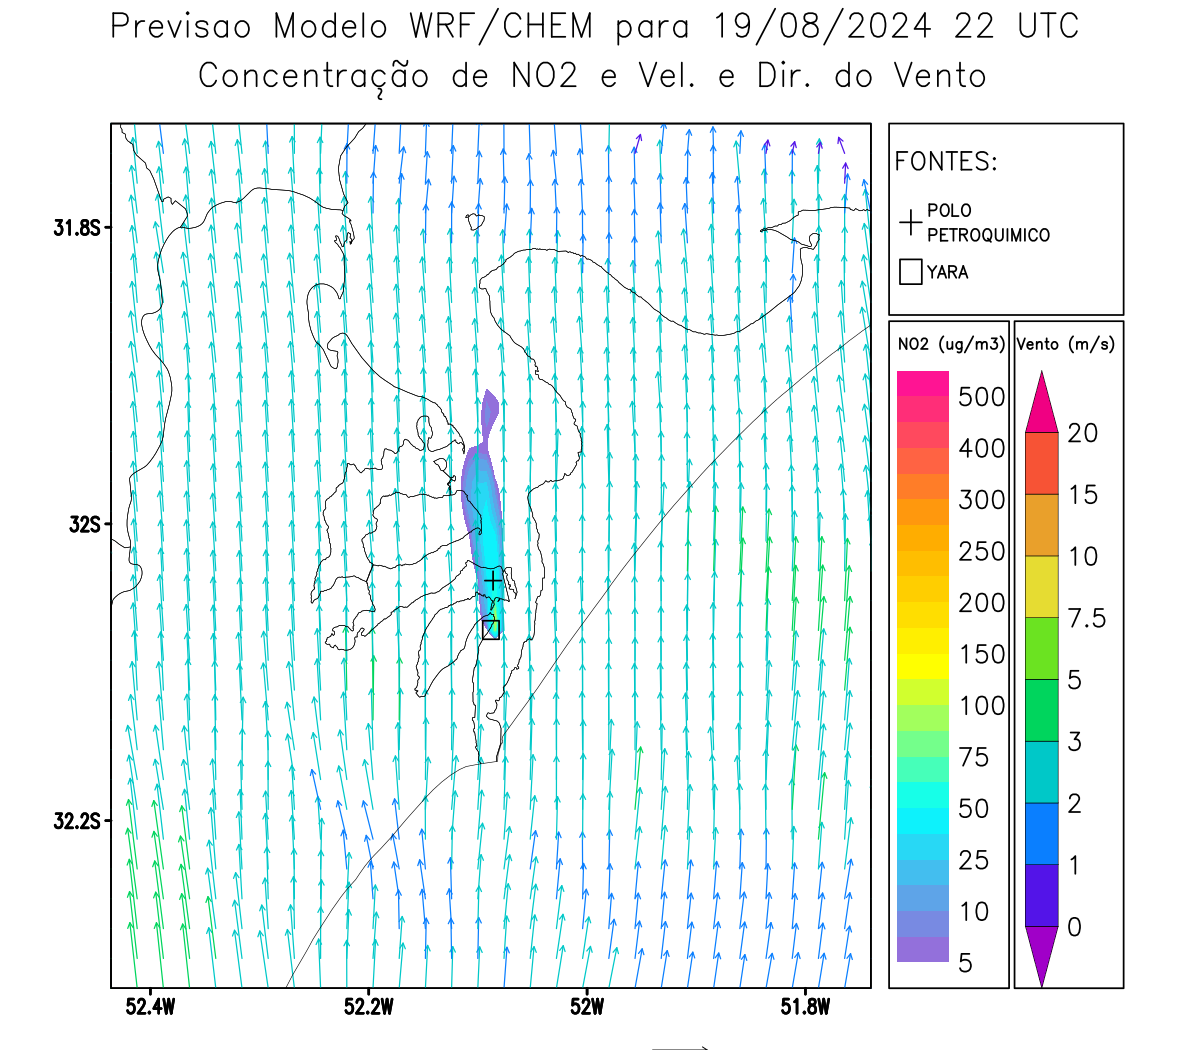 Previsao Modelo WRF/CHEM para 19/08/2024 22 UTC
Concentração de NO2 e Vel. e Dir. do Vento
FONTES:
POLO
PETROQUIMICO
YARA
31.8S
32S
32.2S
52.4W
52.2W
52W
51.8W
NO2 (ug/m3)
500
400
300
250
200
150
100
75
50
25
10
5
Vento (m/s)
20
15
10
7.5
5
3
2
1
0